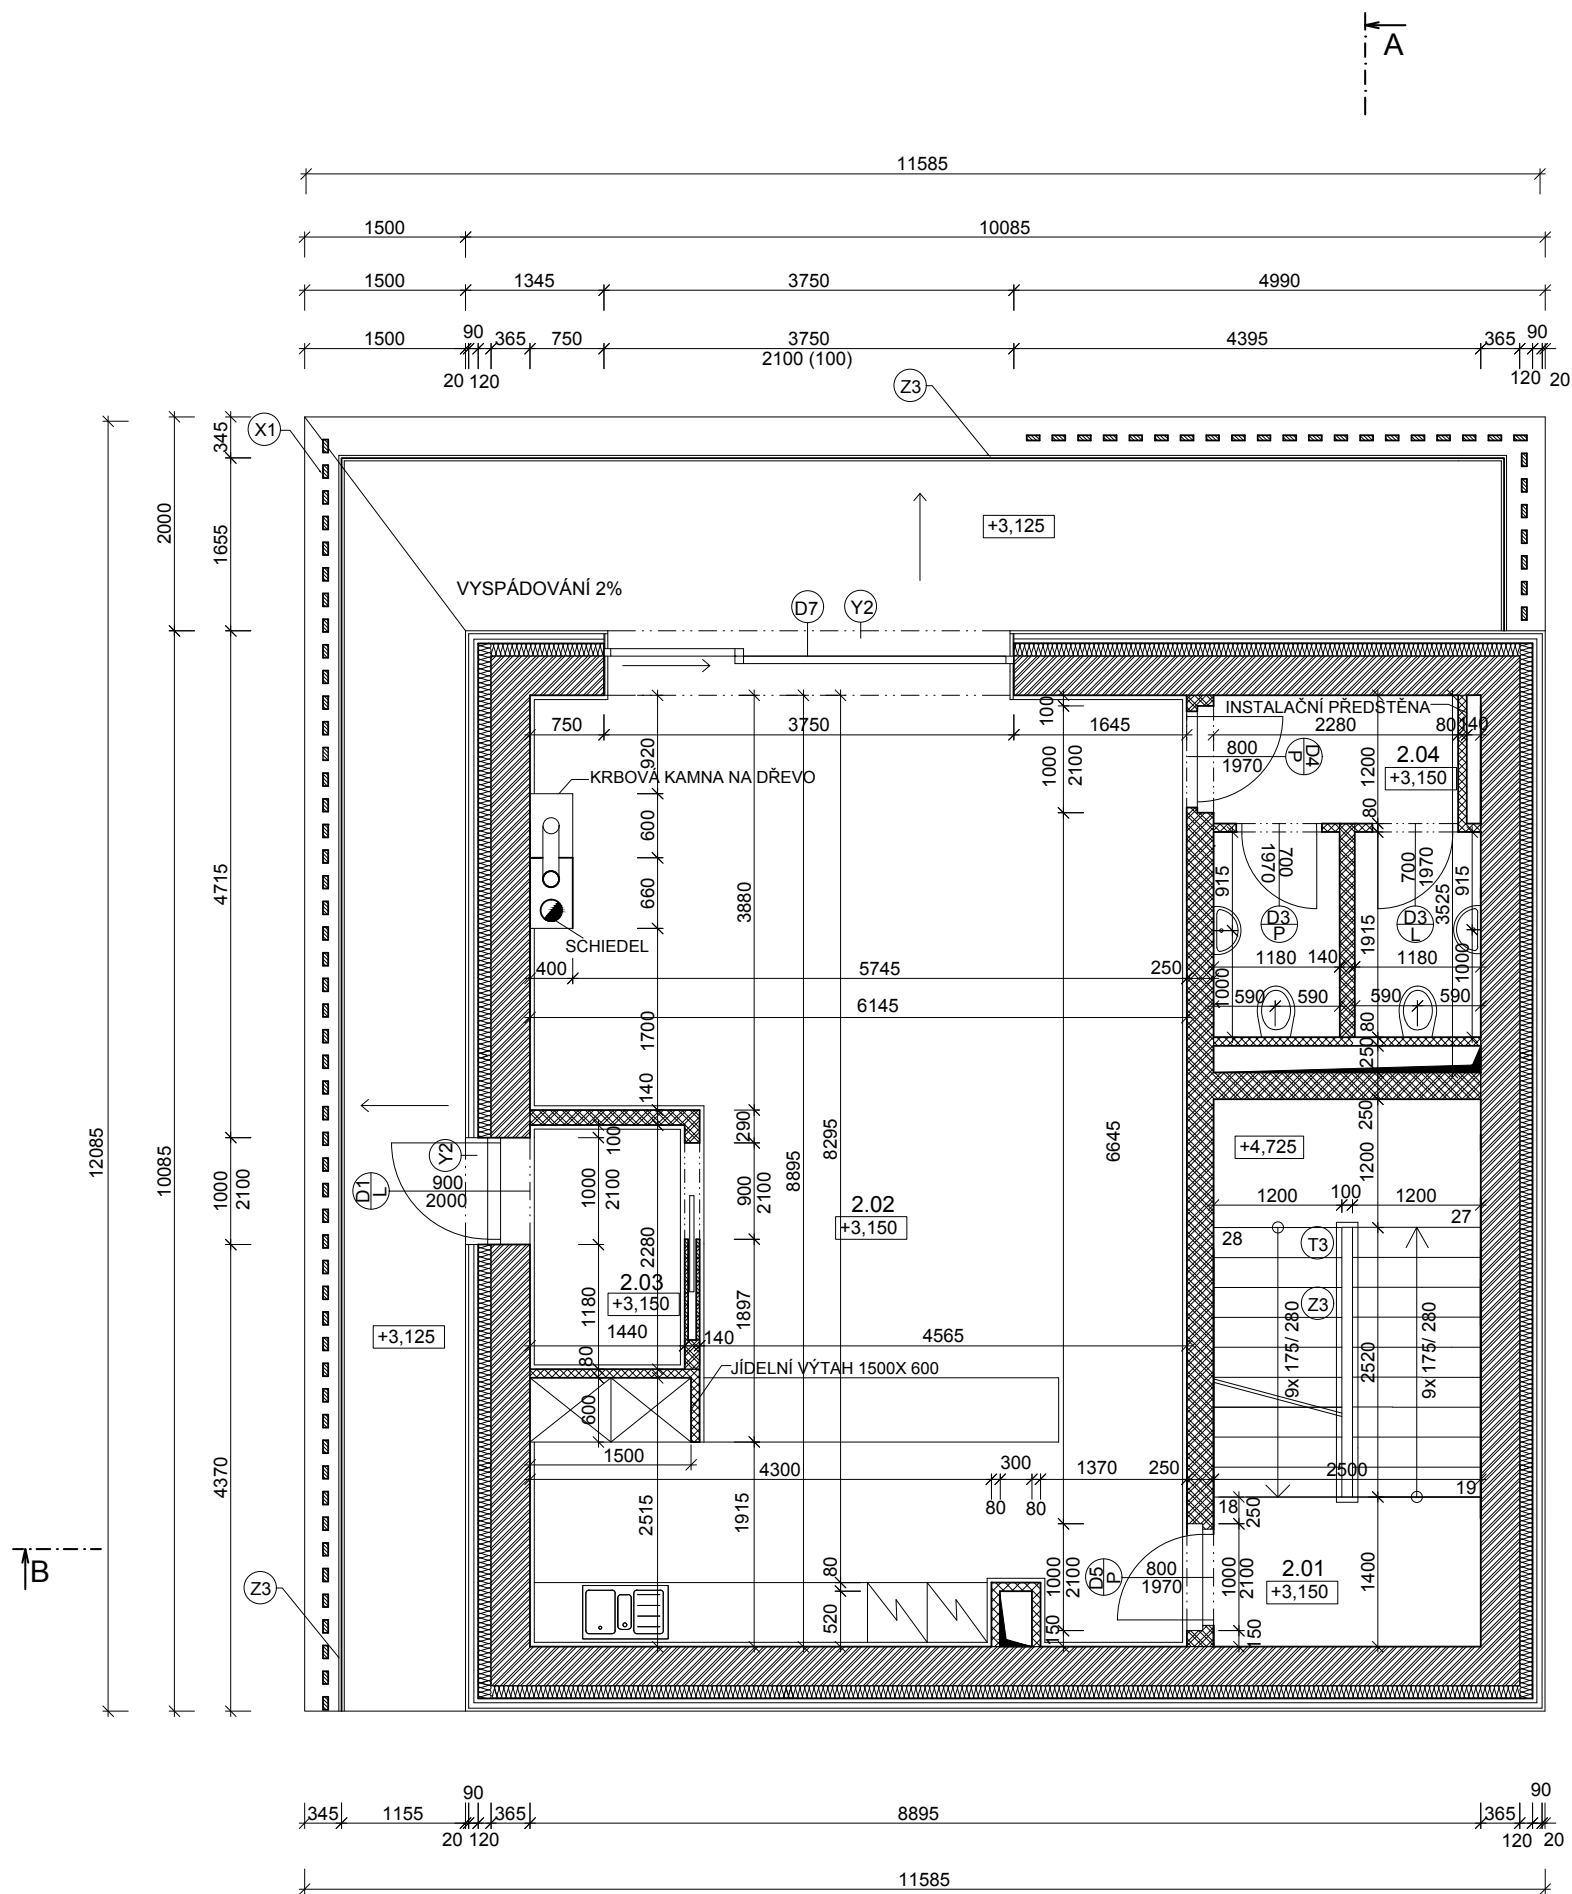 A
11585
1500 10085
1500 1345 3750 4990
1500 90 365 750 3750 4395 365 90
20 120 2100 (100) 120 20
Z3
X1
345
2000
1655
+3,125
VYSPÁDOVÁNÍ 2%
D7 Y2
INSTALAČNÍ PŘEDSTĚNA
750 3750 1645 2280 80 140
100
920
1000
2100
800
1970
D4
P
1200
2.04
+3,150
KRBOVÁ KAMNA NA DŘEVO
600
80
4715
660
3880
700
1970
700
1970
915
915
3525
D3
P
D3
L
1915
SCHIEDEL
400 5745 250 1180 140 1180
1000
1000
6145
590 590 590 590
1700
80
250
140
250
12085
10085
290
100
8895
8295
6645
+4,725
1200
1000
2100
Y2
D1
L
900
2000
1000
2100
900
2100
1200 100 1200
27
28
2.02
+3,150
T3
2280
2.03
+3,150
Z3
1180
1897
9x 175/ 280
2520
9x 175/ 280
+3,125
1440 140 4565
80
JÍDELNÍ VÝTAH 1500X 600
600
1500
4370
4300 300 1370 250 2500
80 80
19
18
250
2515
1915
B
80
520
1000
2100
D5
P
800
1970
1000
2100
2.01
+3,150
1400
Z3
150
150
90 90
345 1155 365 8895 365
20 120 120 20
11585